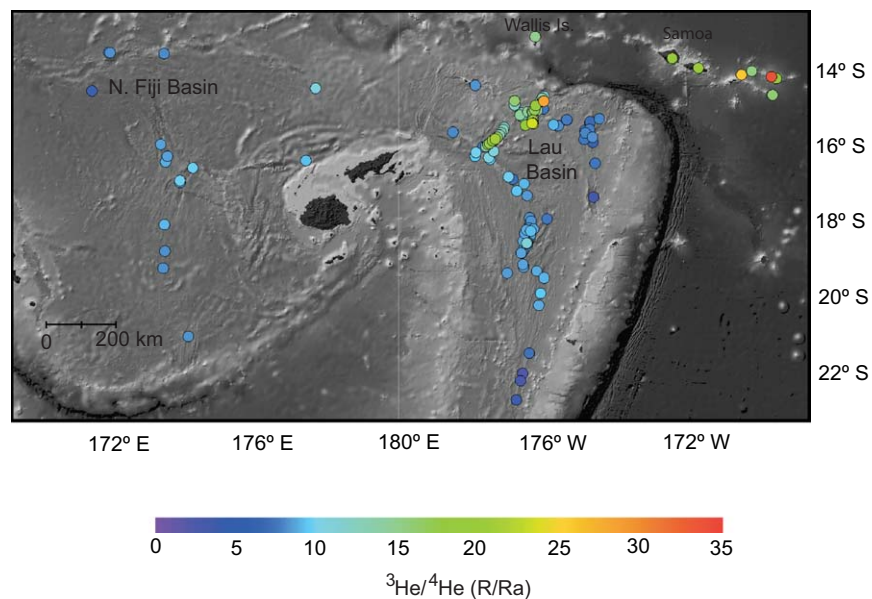 Wallis Is.
Samoa
14º S
N. Fiji Basin
Lau
Basin
16º S
18º S
20º S
0 200 km
22º S
172º E 176º E 180º E 176º W 172º W
0 5 10 15 20 25 30 35
³He/⁴He (R/Ra)